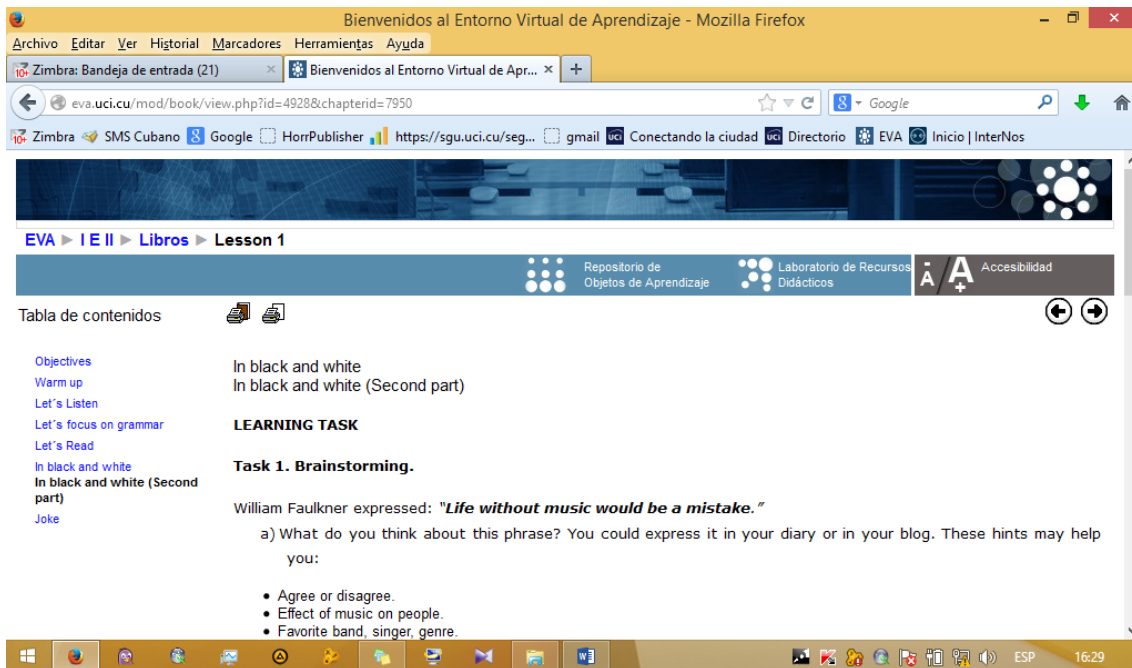 Bienvenidos al Entorno Virtual de Aprendizaje - Mozilla Firefox
Archivo Editar Ver Historial Marcadores Herramientas Ayuda
Zimbra: Bandeja de entrada (21) Bienvenidos al Entorno Virtual de Apr...
eva.uci.cu/mod/book/view.php?id=4928&chapterid=7950 Google
Zimbra SMS Cubano Google HorrPublisher https://sgu.uci.cu/seg... gmail Conectando la ciudad Directorio EVA Inicio | InterNos
EVA ► I E II ► Libros ► Lesson 1
Repositorio de
Objetos de Aprendizaje
Laboratorio de Recursos
Didácticos
Accesibilidad
Tabla de contenidos
Objectives
Warm up
Let´s Listen
Let´s focus on grammar
Let´s Read
In black and white
In black and white (Second
part)
Joke
In black and white
In black and white (Second part)
LEARNING TASK
Task 1. Brainstorming.
William Faulkner expressed: “Life without music would be a mistake.”
a) What do you think about this phrase? You could express it in your diary or in your blog. These hints may help
you:
• Agree or disagree.
• Effect of music on people.
• Favorite band, singer, genre.
ESP 16:29